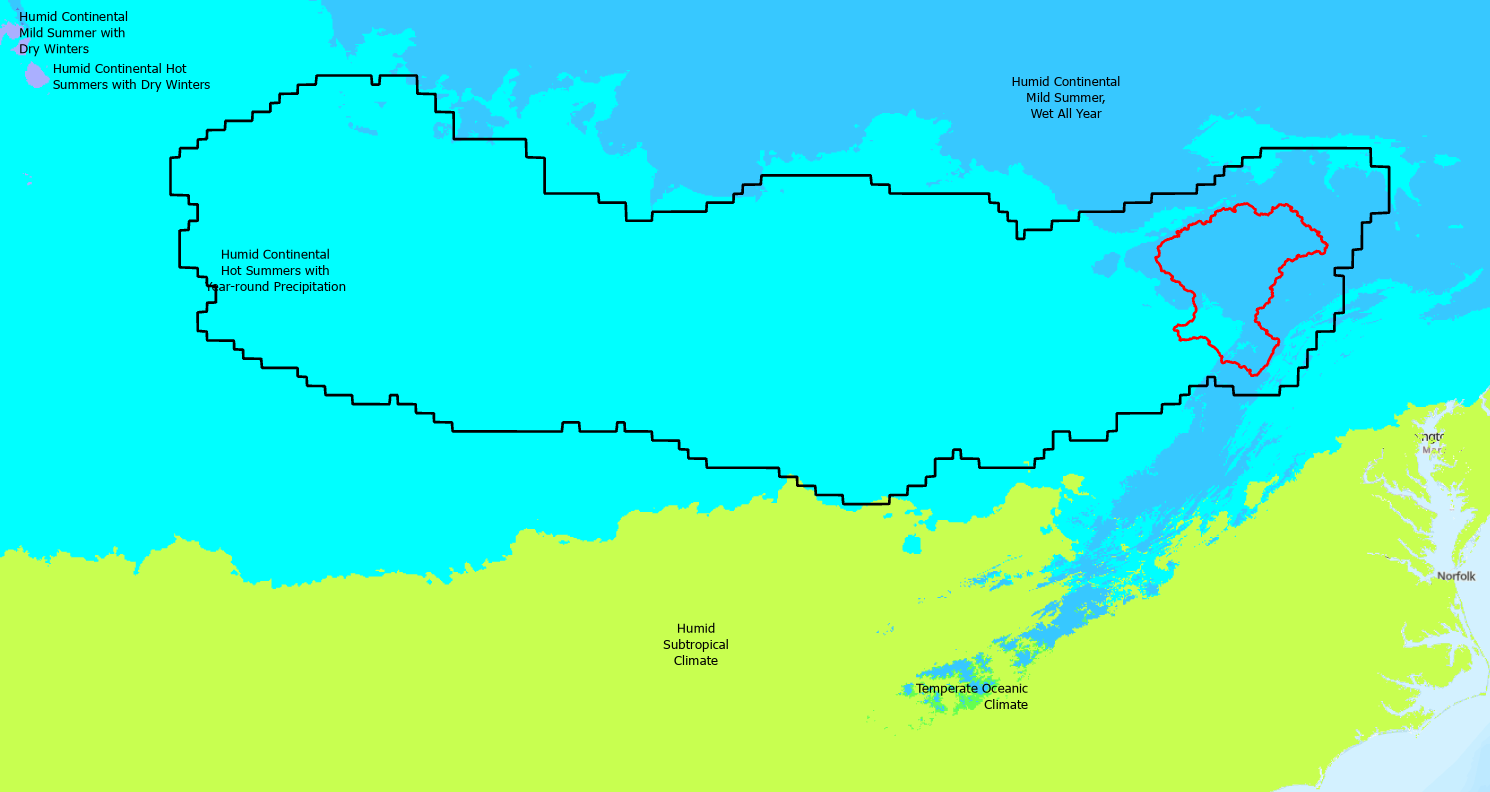 Humid Continental
Mild Summer with
Dry Winters
Humid Continental Hot
Summers with Dry Winters
Humid Continental
Mild Summer,
Wet All Year
Humid Continental
Hot Summers with
Year-round Precipitation
Norfolk
Humid
Subtropical
Climate
Temperate Oceanic
Climate